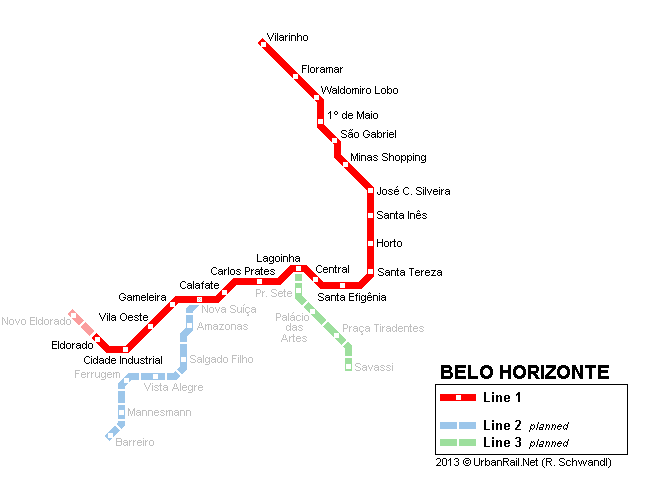 Vilarinho
Floramar
Waldomiro Lobo
1º de Maio
São Gabriel
Minas Shopping
José C. Silveira
Santa Inês
Horto
Lagoinha
Carlos Prates
Central
Santa Tereza
Calafate
Pr. Sete
Gameleira
Santa Efigênia
Nova Suíça
Vila Oeste
Palácio
das
Artes
Novo Eldorado
Amazonas
Praça Tiradentes
Eldorado
Cidade Industrial
Salgado Filho
Savassi
Ferrugem
Vista Alegre
Mannesmann
Barreiro
BELO HORIZONTE
Line 1
Line 2 planned
Line 3 planned
2013 © UrbanRail.Net (R. Schwandl)